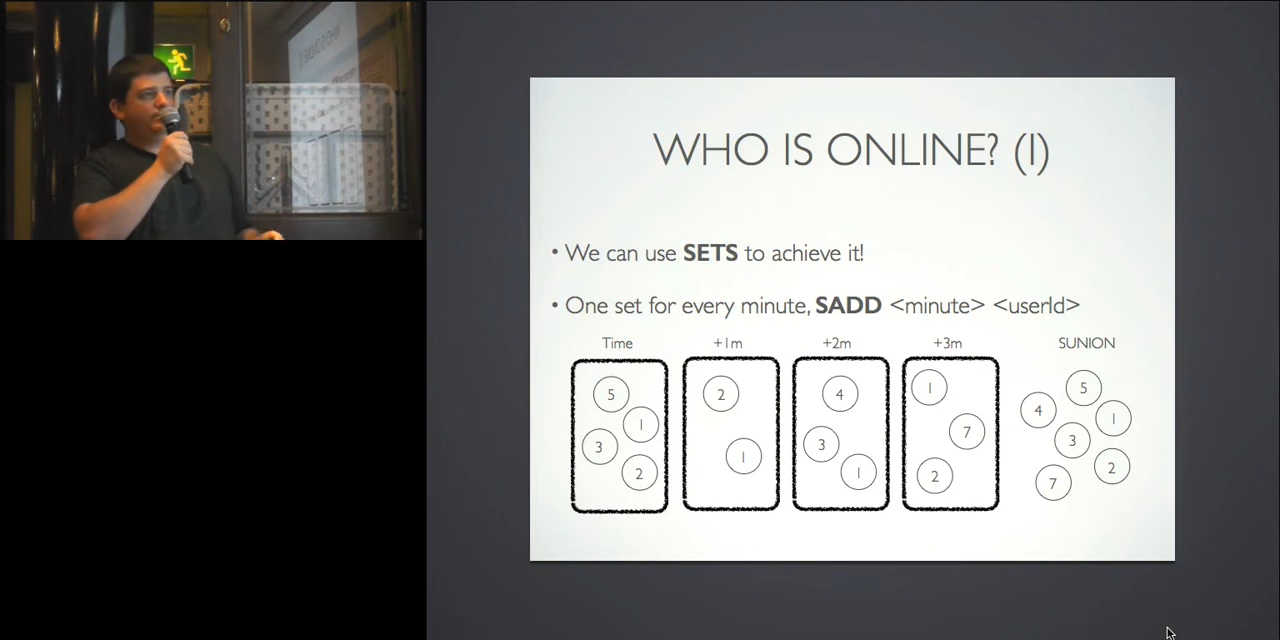 WHO IS ONLINE? (I)
• We can use SETS to achieve it!
• One set for every minute, SADD <minute> <userId>
Time +1m +2m +3m SUNION
5 1 3 2
2 1
4 3 1
1 7 2
5 4 1 3 2 7